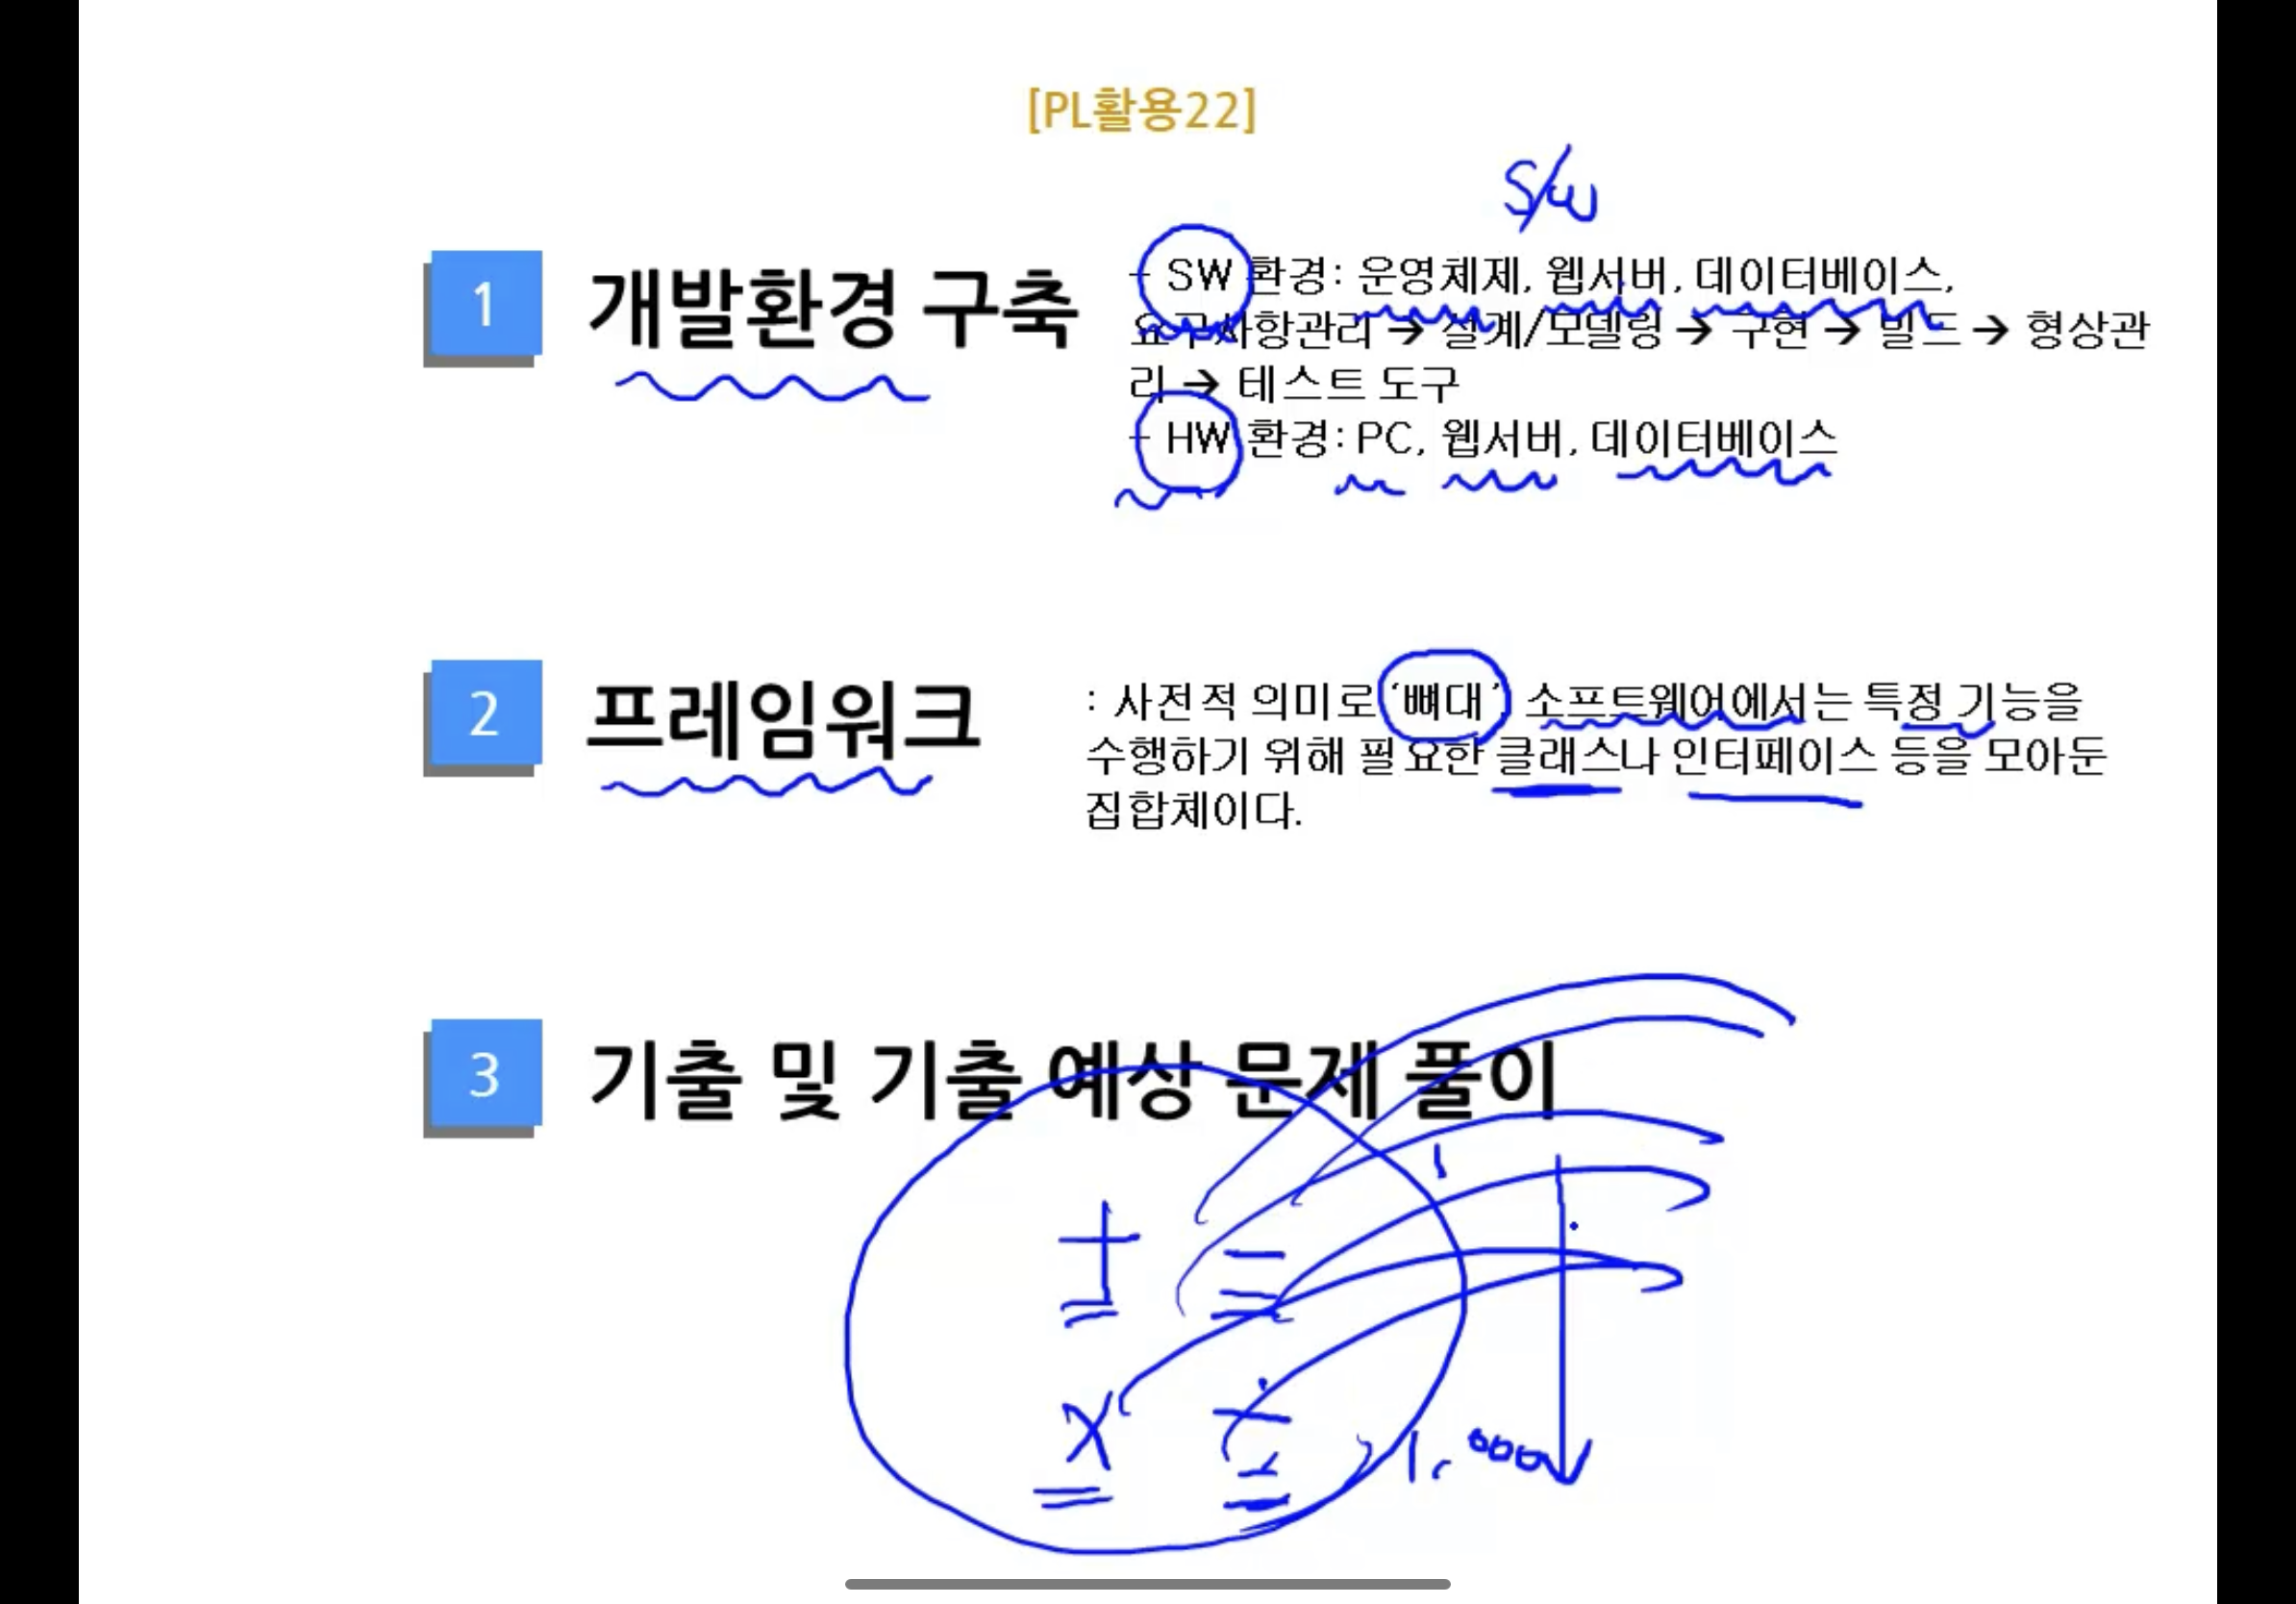 [PL활용22]
S/W
1 개발환경 구축
- SW 환경: 운영체제, 웹서버, 데이터베이스,
요구사항관리 → 설계/모델링 → 구현 → 빌드 → 형상관
리 → 테스트 도구
- HW 환경: PC, 웹서버, 데이터베이스
2 프레임워크
: 사전적 의미로 '뼈대', 소프트웨어에서는 특정 기능을
수행하기 위해 필요한 클래스나 인터페이스 등을 모아둔
집합체이다.
3 기출 및 기출 예상 문제 풀이
1
+ -
x ÷
1,0000